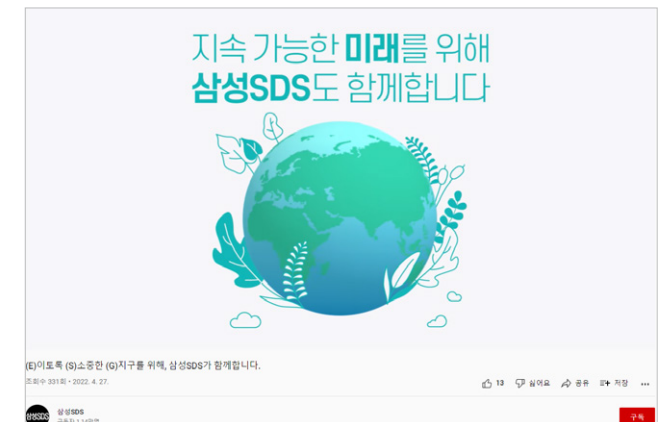 지속 가능한 미래를 위해
삼성SDS도 함께합니다
(E)이토록 (S)소중한 (G)지구를 위해, 삼성SDS가 함께합니다.
조회수 331회 • 2022. 4. 27.
13 싫어요 공유 저장 ...
삼성SDS 삼성SDS
구독자
구독